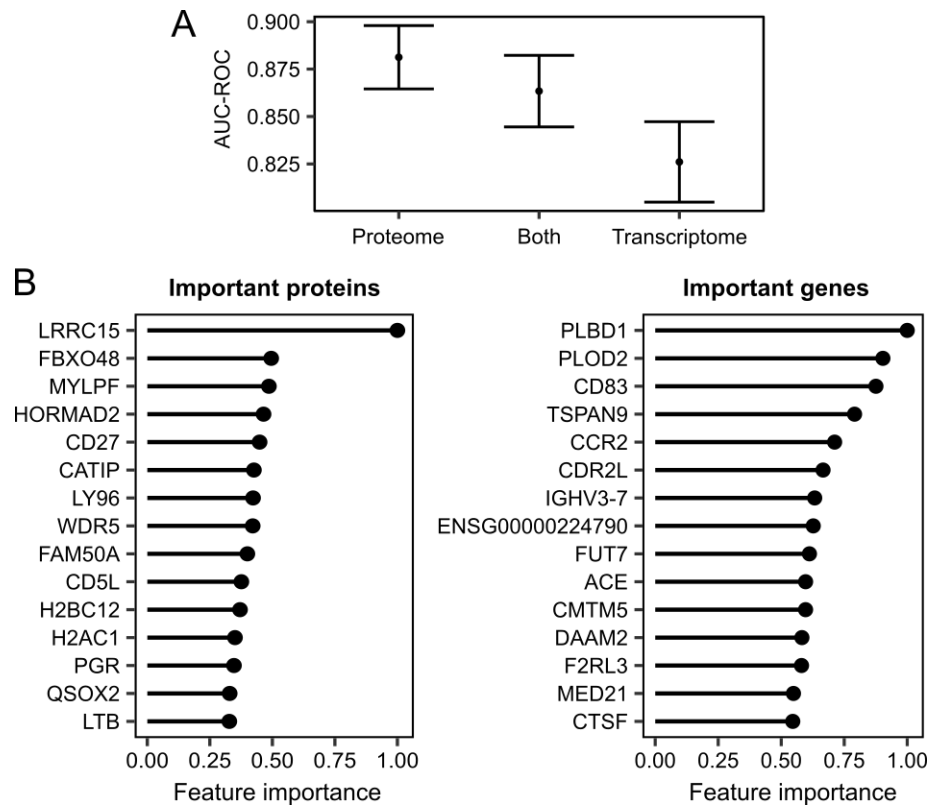 A
AUC-ROC
0.900
0.875
0.850
0.825
Proteome Both Transcriptome
B
Important proteins
LRRC15
FBXO48
MYLPF
HORMAD2
CD27
CATIP
LY96
WDR5
FAM50A
CD5L
H2BC12
H2AC1
PGR
QSOX2
LTB
0.00 0.25 0.50 0.75 1.00
Feature importance
Important genes
PLBD1
PLOD2
CD83
TSPAN9
CCR2
CDR2L
IGHV3-7
ENSG00000224790
FUT7
ACE
CMTM5
DAAM2
F2RL3
MED21
CTSF
0.00 0.25 0.50 0.75 1.00
Feature importance